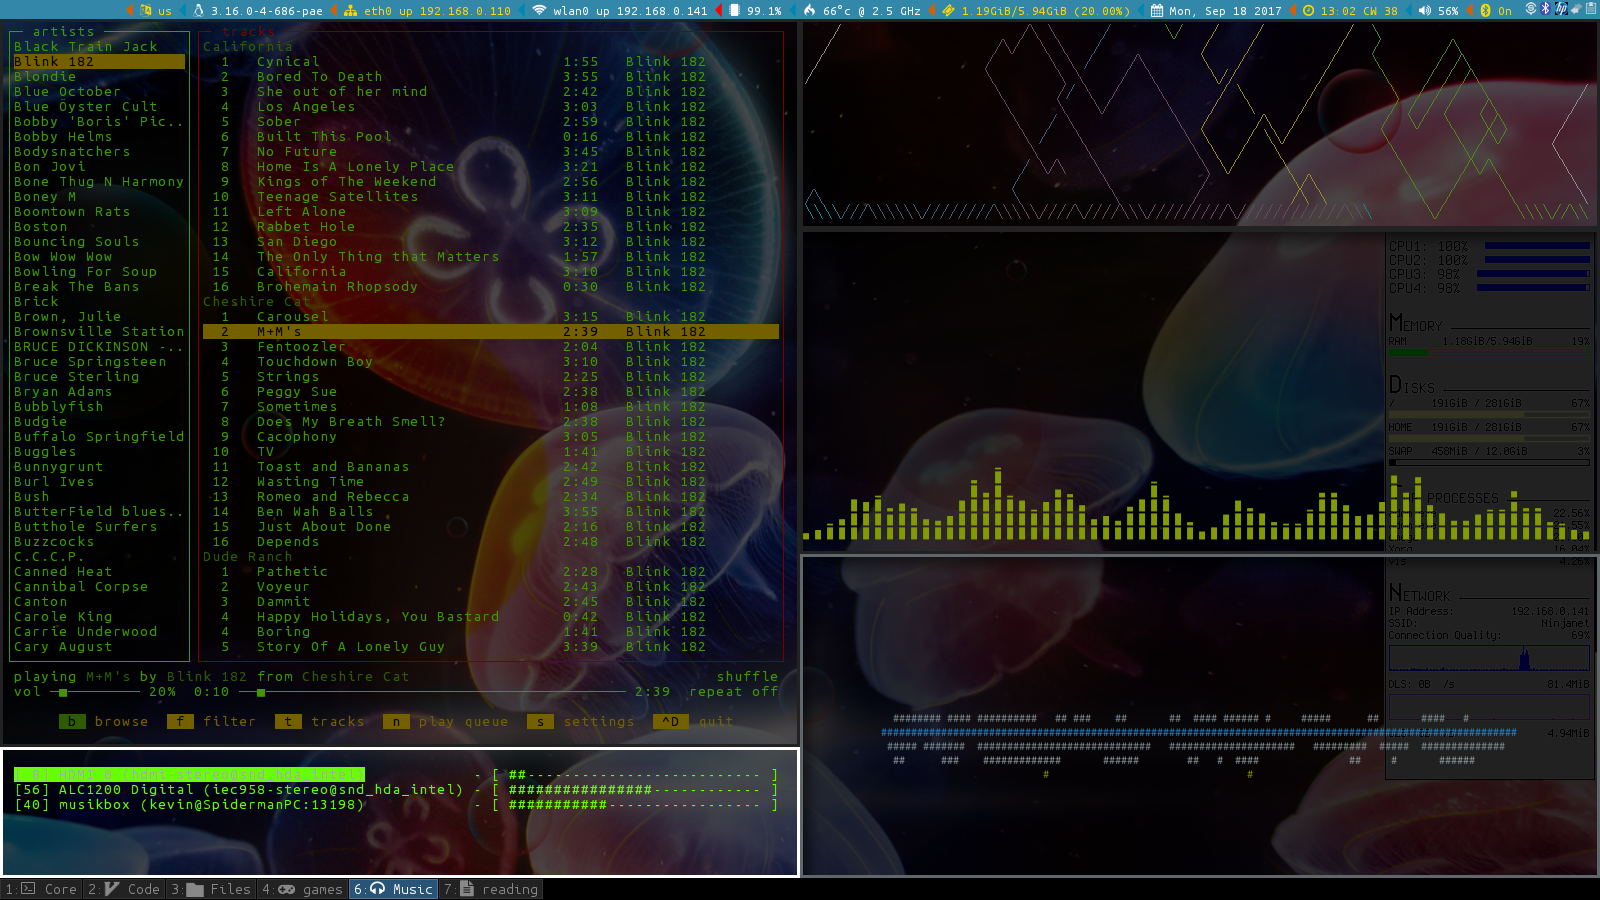 us 3.16.0-4-686-pae eth0 up 192.168.0.110 wlan0 up 192.168.0.141 99.1% 66°c @ 2.5 GHz 1.19GiB/5.94GiB (20.00%) Mon, Sep 18 2017 13:02 CW 38 56% On
artists
Black Train Jack
Blink 182
Blondie
Blue October
Blue Öyster Cult
Bobby 'Boris' Pic..
Bobby Helms
Bodysnatchers
Bon Jovi
Bone Thug N Harmony
Boney M
Boomtown Rats
Boston
Bouncing Souls
Bow Wow Wow
Bowling For Soup
Break The Bans
Brick
Brown, Julie
Brownsville Station
BRUCE DICKINSON -..
Bruce Springsteen
Bruce Sterling
Bryan Adams
Bubblyfish
Budgie
Buffalo Springfield
Buggles
Bunnygrunt
Burl Ives
Bush
Butterfield blues..
Butthole Surfers
Buzzcocks
C.C.C.P.
Canned Heat
Cannibal Corpse
Canton
Carole King
Carrie Underwood
Cary August
tracks
California
1 Cynical 1:55 Blink 182
2 Bored To Death 3:55 Blink 182
3 She out of her mind 2:42 Blink 182
4 Los Angeles 3:03 Blink 182
5 Sober 2:59 Blink 182
6 Built This Pool 0:16 Blink 182
7 No Future 3:45 Blink 182
8 Home Is A Lonely Place 3:21 Blink 182
9 Kings of The Weekend 2:56 Blink 182
10 Teenage Satellites 3:11 Blink 182
11 Left Alone 3:09 Blink 182
12 Rabbet Hole 2:35 Blink 182
13 San Diego 3:12 Blink 182
14 The Only Thing that Matters 1:57 Blink 182
15 California 3:10 Blink 182
16 Brohemain Rhopsody 0:30 Blink 182
Cheshire Cat
1 Carousel 3:15 Blink 182
2 M+M's 2:39 Blink 182
3 Fentoozler 2:04 Blink 182
4 Touchdown Boy 3:10 Blink 182
5 Strings 2:25 Blink 182
6 Peggy Sue 2:38 Blink 182
7 Sometimes 1:08 Blink 182
8 Does My Breath Smell? 2:38 Blink 182
9 Cacophony 3:05 Blink 182
10 TV 1:41 Blink 182
11 Toast and Bananas 2:42 Blink 182
12 Wasting Time 2:49 Blink 182
13 Romeo and Rebecca 2:34 Blink 182
14 Ben Wah Balls 3:55 Blink 182
15 Just About Done 2:16 Blink 182
16 Depends 2:48 Blink 182
Dude Ranch
1 Pathetic 2:28 Blink 182
2 Voyeur 2:43 Blink 182
3 Dammit 2:45 Blink 182
4 Happy Holidays, You Bastard 0:42 Blink 182
4 Boring 1:41 Blink 182
5 Story Of A Lonely Guy 3:39 Blink 182
playing M+M's by Blink 182 from Cheshire Cat shuffle
vol 20% 0:10 2:39 repeat off
b browse f filter t tracks n play queue s settings ^D quit
[ 8] HDMI 0 (hdmi-stereo@snd_hda_intel) - [ ##-------------------------- ]
[56] ALC1200 Digital (iec958-stereo@snd_hda_intel) - [ ################------------ ]
[40] musikbox (kevin@SpidermanPC:13198) - [ ###########----------------- ]
CPU1: 100%
CPU2: 100%
CPU3: 98%
CPU4: 98%
MEMORY
RAM 1.18GiB/5.94GiB 19%
DISKS
/ 191GiB / 281GiB 67%
HOME 191GiB / 281GiB 67%
SWAP 458MiB / 12.0GiB 3%
PROCESSES
22.56%
Xorg 16.04%
vis 4.26%
NETWORK
IP Address: 192.168.0.141
SSID: Ninjanet
Connection Quality: 69%
DLS: 0B /s 81.4MiB
4.94MiB
1: Core 2: Code 3: Files 4: games 6: Music 7: reading